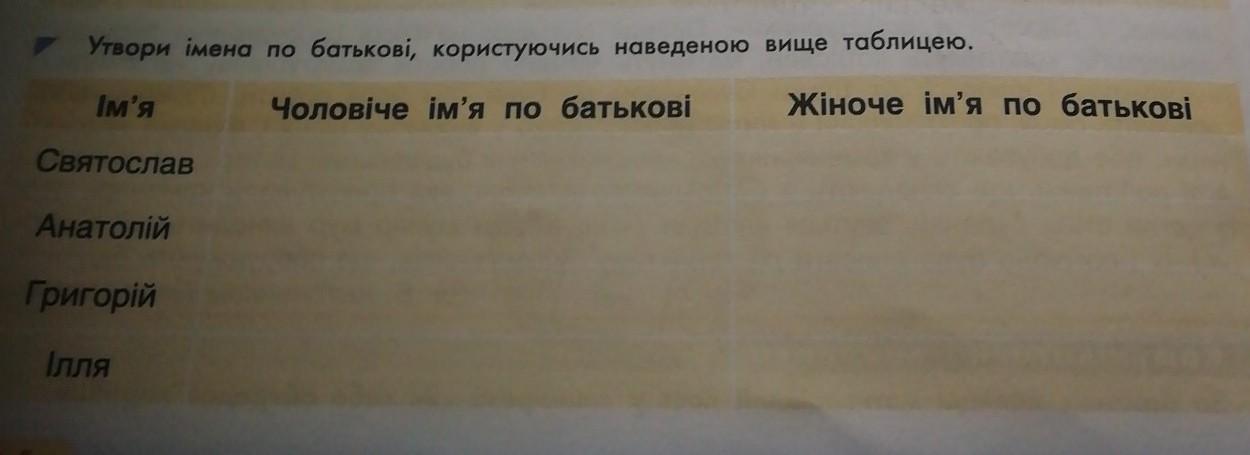 Утвори імена по батькові, користуючись наведеною вище таблицею.
Ім’я Чоловіче ім’я по батькові Жіноче ім’я по батькові
Святослав
Анатолій
Григорій
Ілля